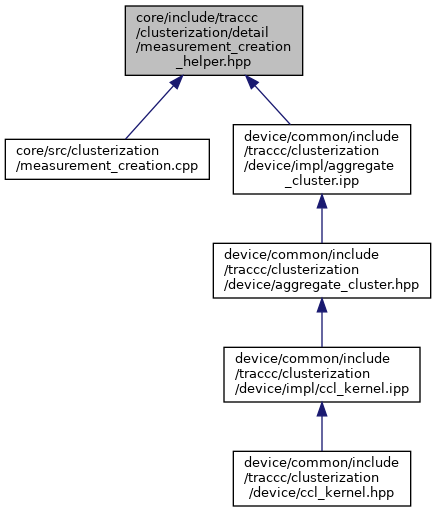 core/include/traccc
/clusterization/detail
/measurement_creation
_helper.hpp
core/src/clusterization
/measurement_creation.cpp
device/common/include
/traccc/clusterization
/device/impl/aggregate
_cluster.ipp
device/common/include
/traccc/clusterization
/device/aggregate_cluster.hpp
device/common/include
/traccc/clusterization
/device/impl/ccl_kernel.ipp
device/common/include
/traccc/clusterization
/device/ccl_kernel.hpp